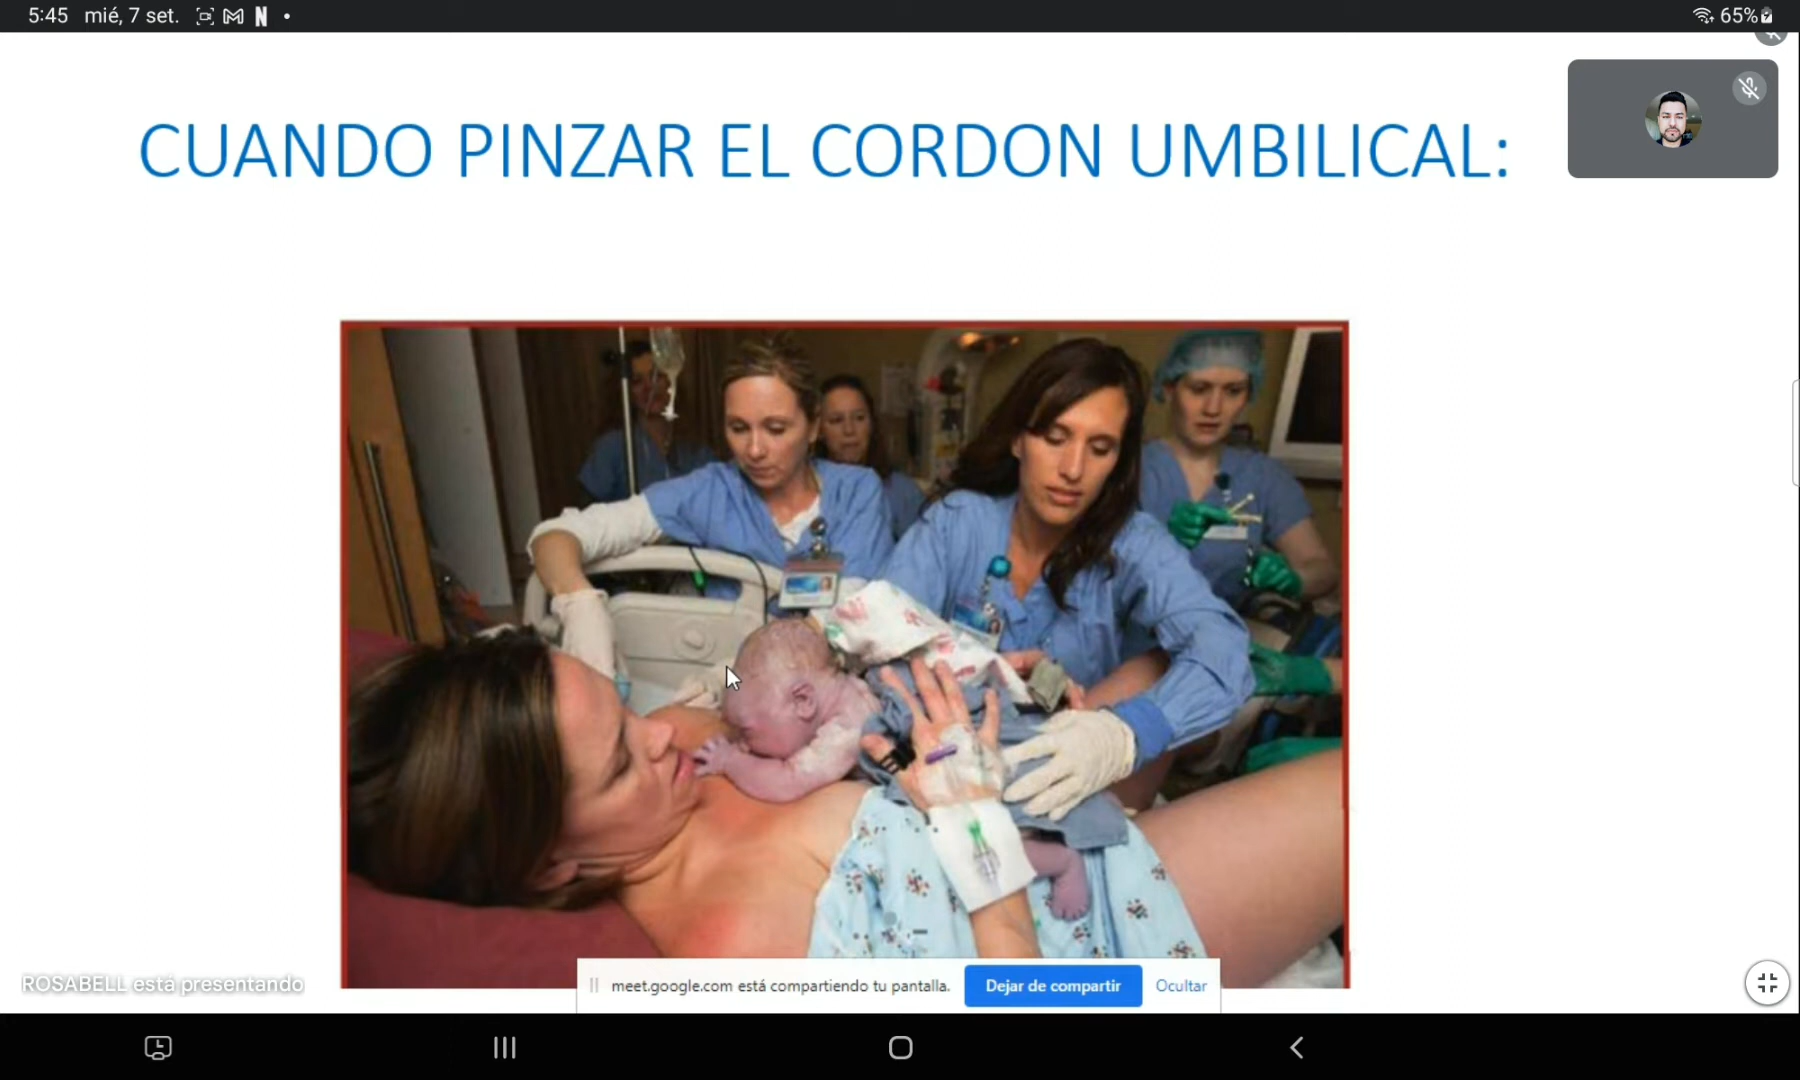 5:45 mié, 7 set.
65%
CUANDO PINZAR EL CORDON UMBILICAL:
ROSABELL está presentando
meet.google.com está compartiendo tu pantalla.
Dejar de compartir
Ocultar